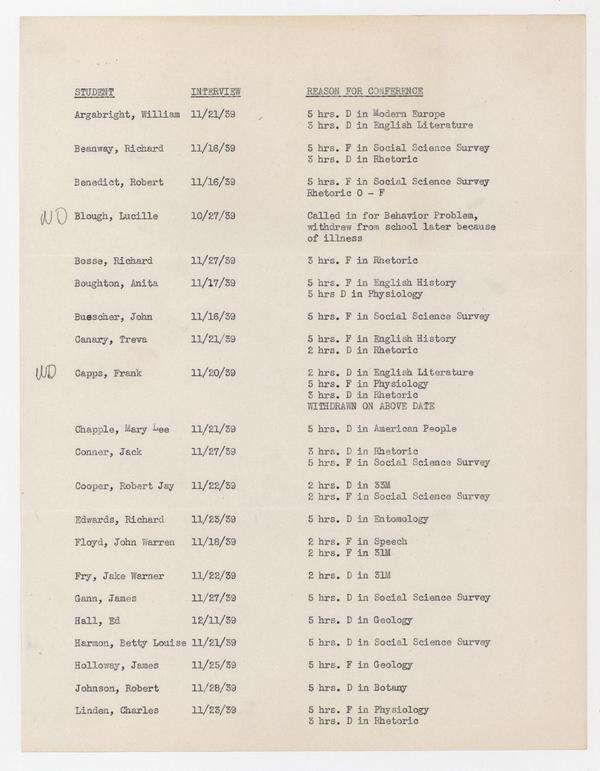 STUDENT INTERVIEW REASON FOR CONFERENCE
Argabright, William 11/21/39 5 hrs. D in Modern Europe
3 hrs. D in English Literature
Beanway, Richard 11/16/39 5 hrs. F in Social Science Survey
3 hrs. D in Rhetoric
Benedict, Robert 11/16/39 5 hrs. F in Social Science Survey
Rhetoric 0 - F
WD Blough, Lucille 10/27/39 Called in for Behavior Problem,
withdrew from school later because
of illness
Bosse, Richard 11/27/39 3 hrs. F in Rhetoric
Boughton, Anita 11/17/39 5 hrs. F in English History
5 hrs D in Physiology
Buescher, John 11/16/39 5 hrs. F in Social Science Survey
Canary, Treva 11/21/39 5 hrs. F in English History
2 hrs. D in Rhetoric
WD Capps, Frank 11/20/39 2 hrs. D in English Literature
5 hrs. F in Physiology
3 hrs. D in Rhetoric
WITHDRAWN ON ABOVE DATE
Chapple, Mary Lee 11/21/39 5 hrs. D in American People
Conner, Jack 11/27/39 3 hrs. D in Rhetoric
5 hrs. F in Social Science Survey
Cooper, Robert Jay 11/22/39 2 hrs. D in 33M
2 hrs. F in Social Science Survey
Edwards, Richard 11/23/39 5 hrs. D in Entomology
Floyd, John Warren 11/18/39 2 hrs. F in Speech
2 hrs. F in 31M
Fry, Jake Warner 11/22/39 2 hrs. D in 31M
Gann, James 11/27/39 5 hrs. D in Social Science Survey
Hall, Ed 12/11/39 5 hrs. D in Geology
Harmon, Betty Louise 11/21/39 5 hrs. D in Social Science Survey
Holloway, James 11/25/39 5 hrs. F in Geology
Johnson, Robert 11/28/39 5 hrs. D in Botany
Linden, Charles 11/23/39 5 hrs. F in Physiology
3 hrs. D in Rhetoric